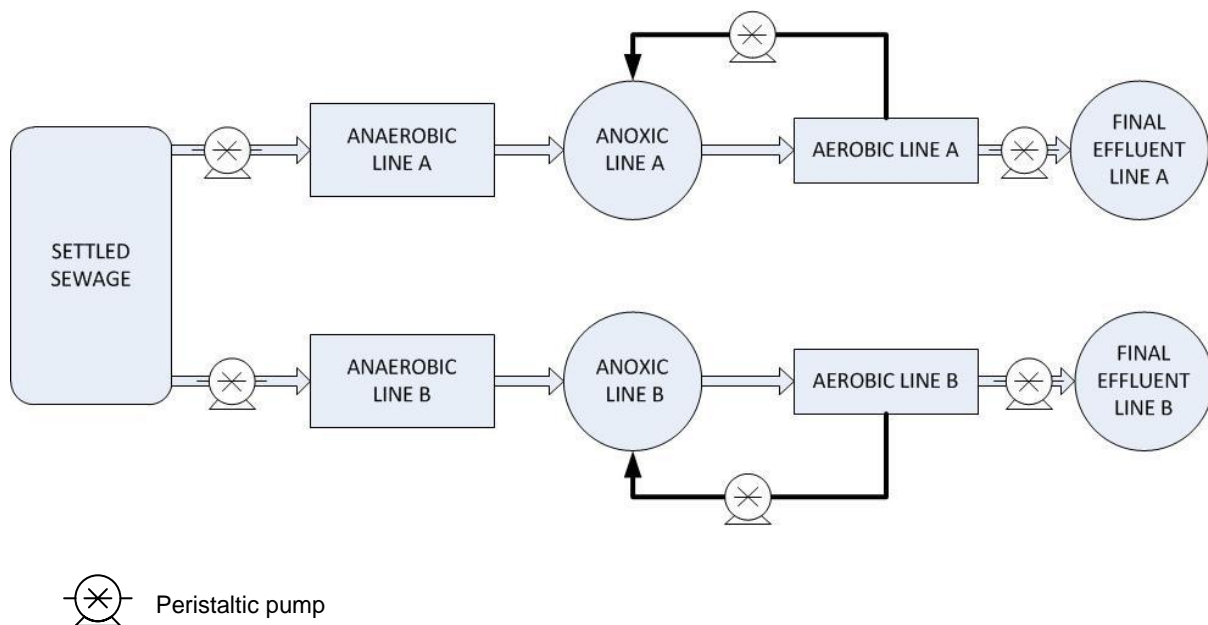 SETTLED
SEWAGE
ANAEROBIC
LINE A
ANOXIC
LINE A
AEROBIC LINE A
FINAL
EFFLUENT
LINE A
ANAEROBIC
LINE B
ANOXIC
LINE B
AEROBIC LINE B
FINAL
EFFLUENT
LINE B
Peristaltic pump